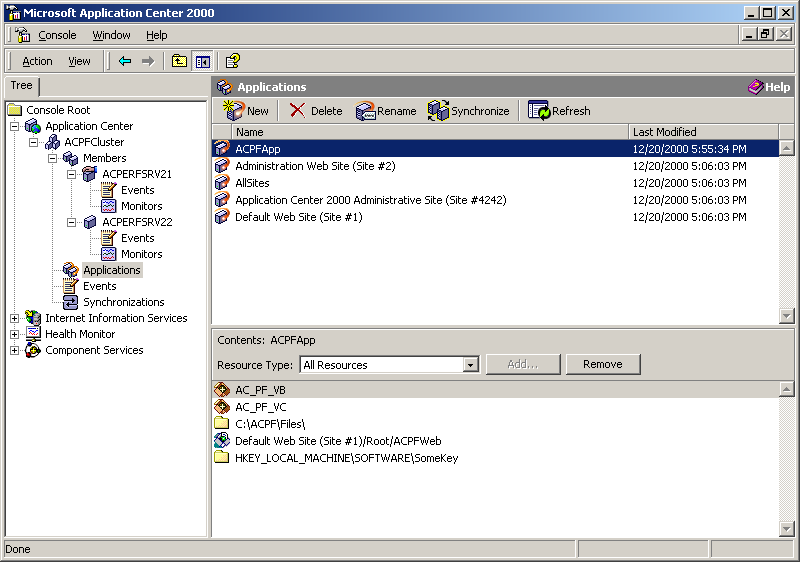 Microsoft Application Center 2000
Console Window Help
Action View
Tree
Applications Help
New Delete Rename Synchronize Refresh
Console Root
Application Center
ACPFCluster
Members
ACPERFSRV21
Events
Monitors
ACPERFSRV22
Events
Monitors
Applications
Events
Synchronizations
Internet Information Services
Health Monitor
Component Services
Name Last Modified
ACPFApp 12/20/2000 5:55:34 PM
Administration Web Site (Site #2) 12/20/2000 5:06:03 PM
AllSites 12/20/2000 5:06:03 PM
Application Center 2000 Administrative Site (Site #4242) 12/20/2000 5:06:03 PM
Default Web Site (Site #1) 12/20/2000 5:06:03 PM
Contents: ACPFApp
Resource Type: All Resources Add... Remove
AC_PF_VB
AC_PF_VC
C:\ACPF\Files\
Default Web Site (Site #1)/Root/ACPFWeb
HKEY_LOCAL_MACHINE\SOFTWARE\SomeKey
Done